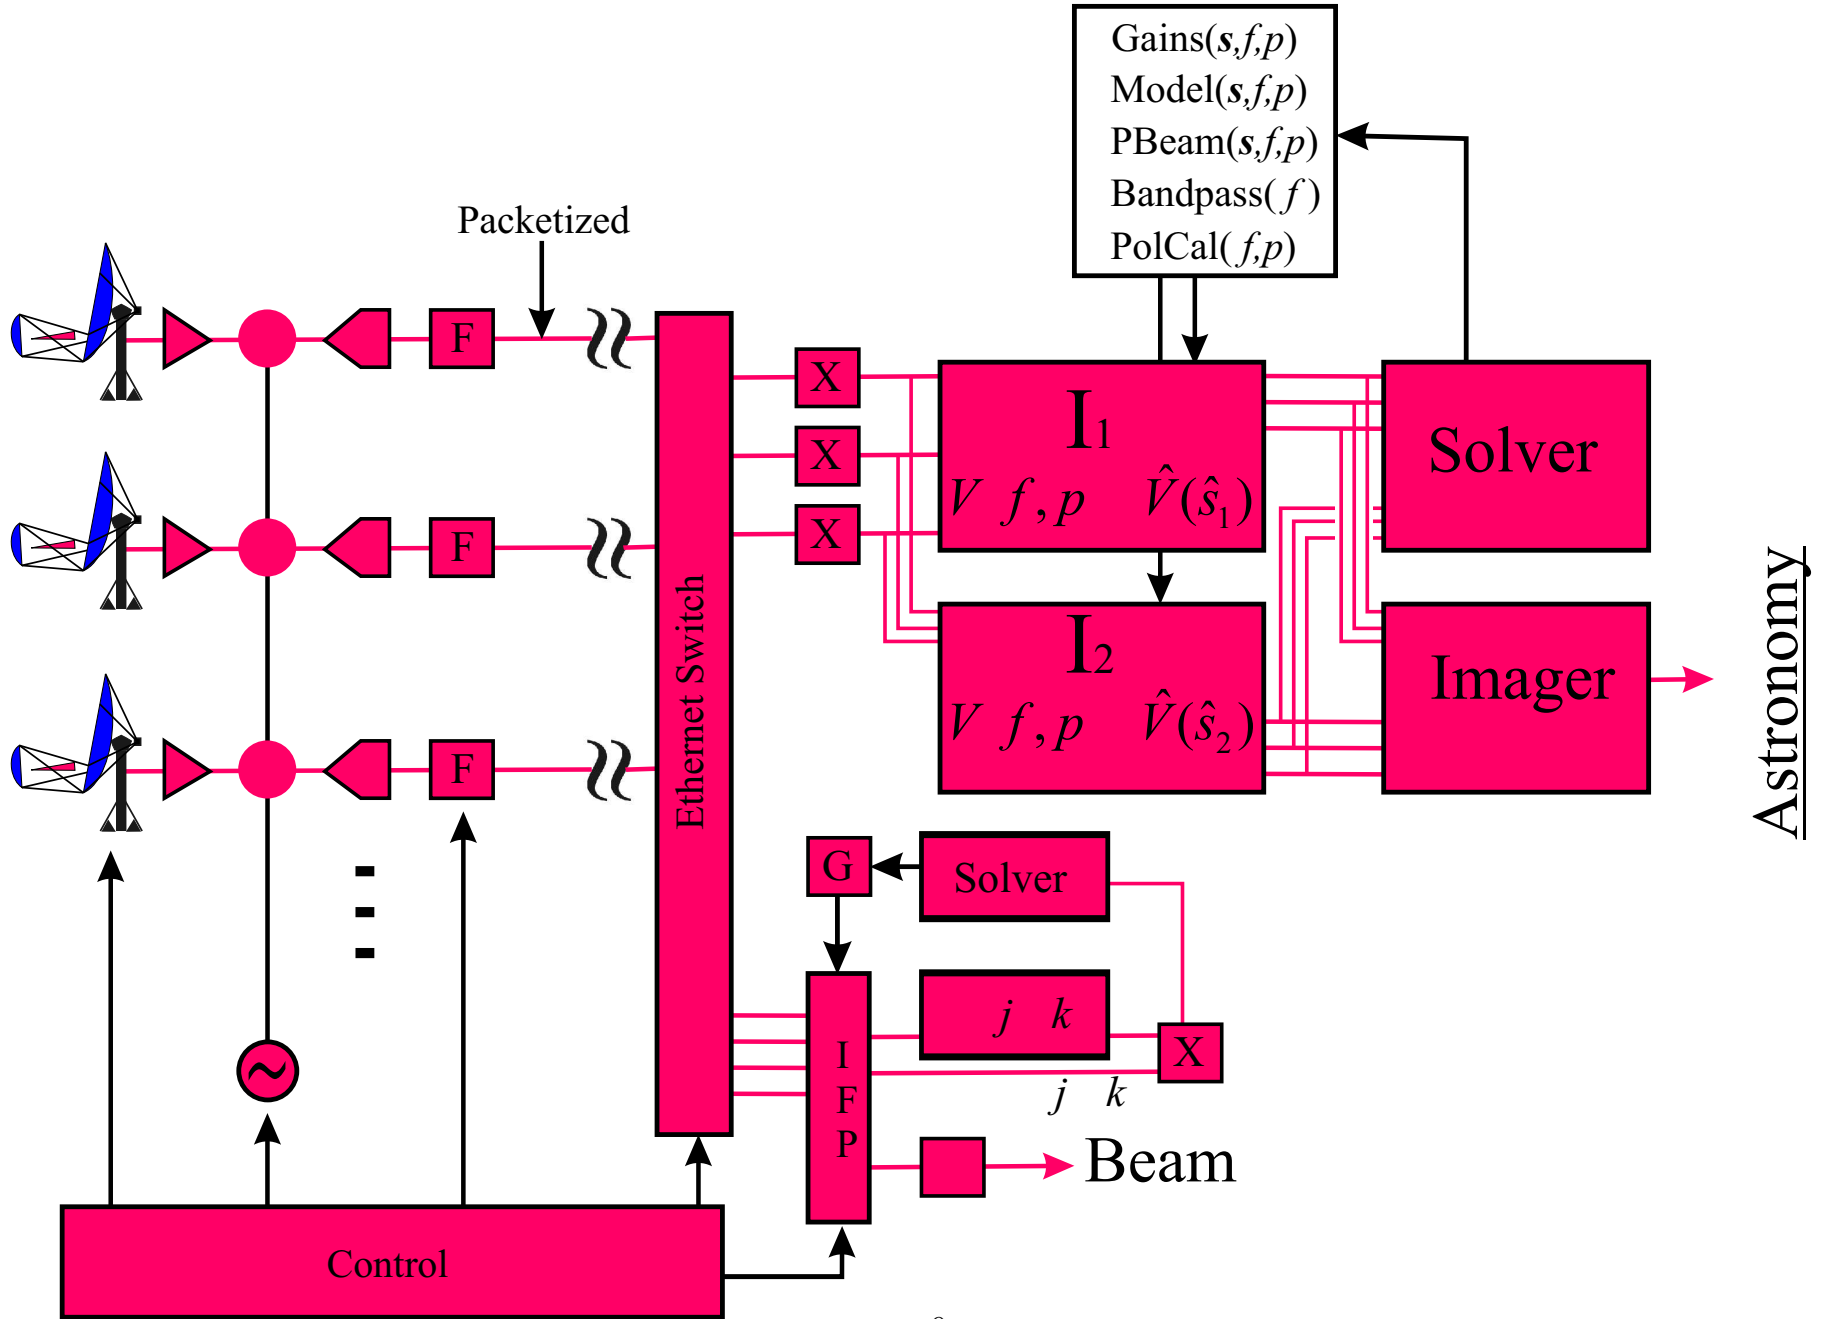 Gains(s,f,p)
Model(s,f,p)
PBeam(s,f,p)
Bandpass( f )
PolCal( f,p)
Packetized
F
F
F
Ethernet Switch
X
X
X
I1
V f , p V̂(ŝ1)
I2
V f , p V̂(ŝ2)
Solver
Imager
Astronomy
G
Solver
I
F
P
j k
X
j k
~
Beam
Control